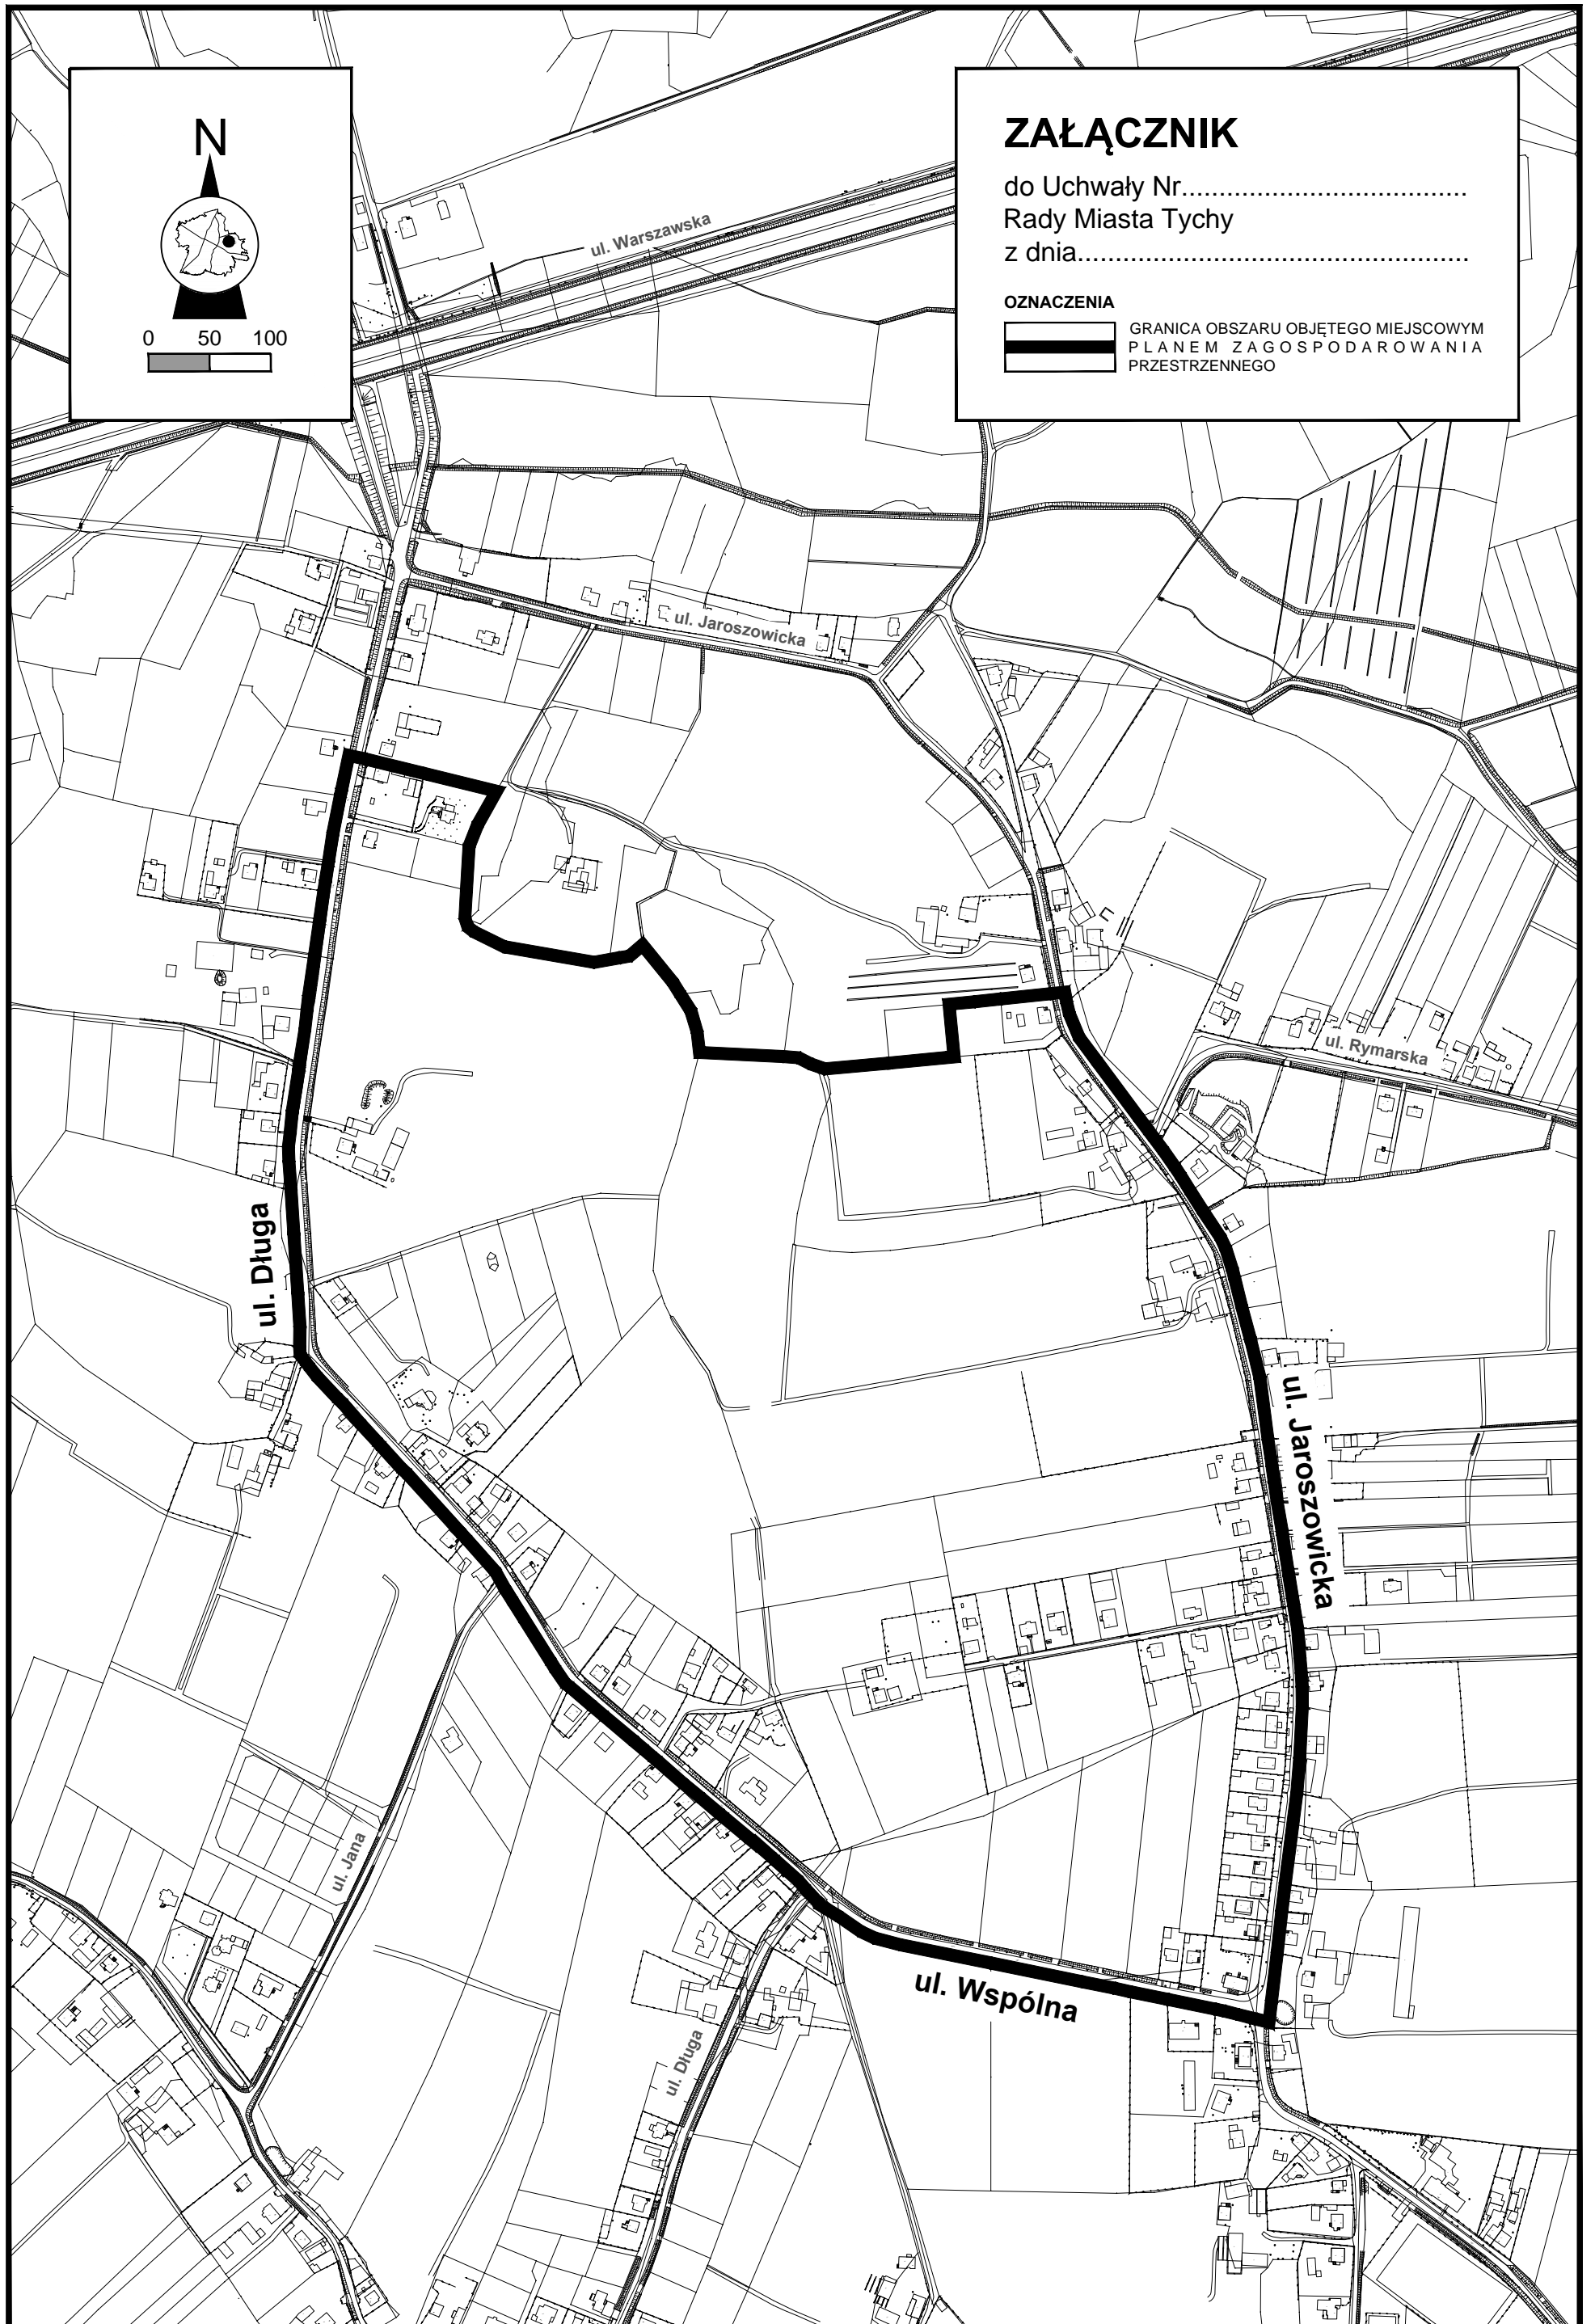 N
0 50 100
ZAŁĄCZNIK
do Uchwały Nr......................................
Rady Miasta Tychy
z dnia....................................................
OZNACZENIA
GRANICA OBSZARU OBJĘTEGO MIEJSCOWYM
PLANEM ZAGOSPODAROWANIA
PRZESTRZENNEGO
ul. Warszawska
ul. Jaroszowicka
ul. Rymarska
ul. Długa
ul. Jaroszowicka
ul. Jana
ul. Wspólna
ul. Długa